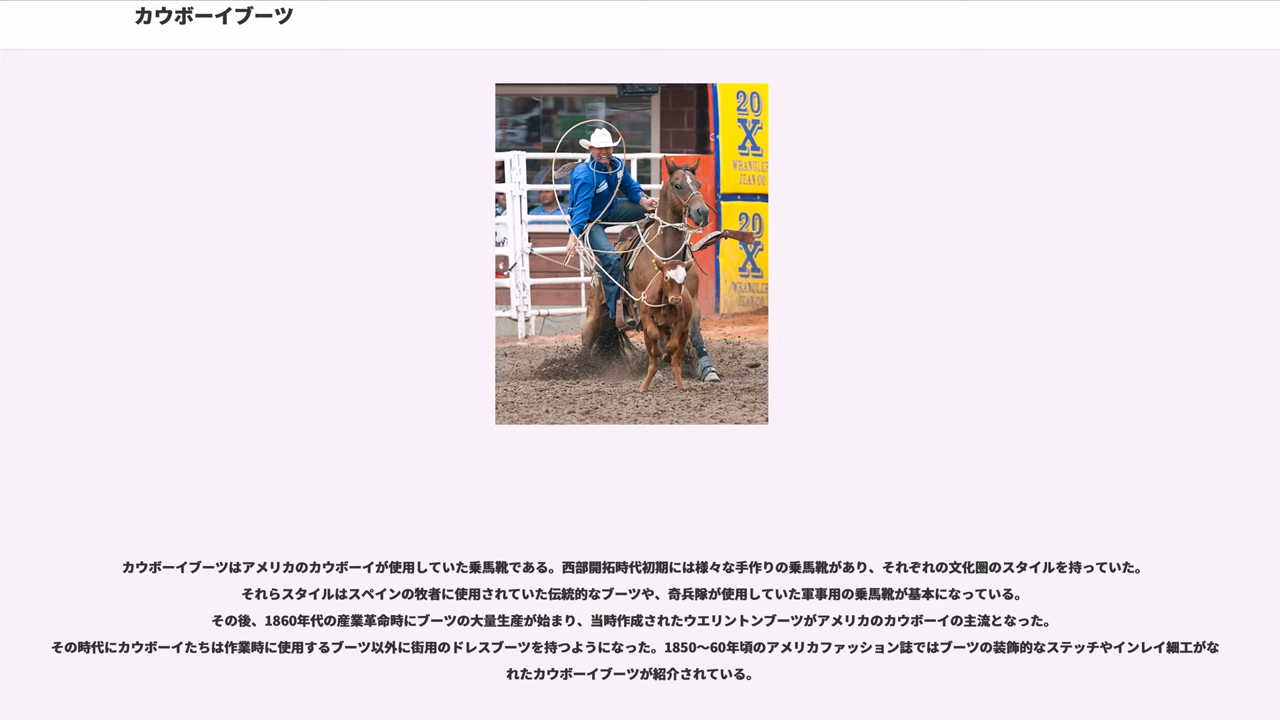 カウボーイブーツ
20
X
WRANGLER
JEAN CO
20
X
WRANGLER
JEAN CO
カウボーイブーツはアメリカのカウボーイが使用していた乗馬靴である。西部開拓時代初期には様々な手作りの乗馬靴があり、それぞれの文化圏のスタイルを持っていた。
それらスタイルはスペインの牧者に使用されていた伝統的なブーツや、奇兵隊が使用していた軍事用の乗馬靴が基本になっている。
その後、1860年代の産業革命時にブーツの大量生産が始まり、当時作成されたウエリントンブーツがアメリカのカウボーイの主流となった。
その時代にカウボーイたちは作業時に使用するブーツ以外に街用のドレスブーツを持つようになった。1850〜60年頃のアメリカファッション誌ではブーツの装飾的なステッチやインレイ細工がな
れたカウボーイブーツが紹介されている。